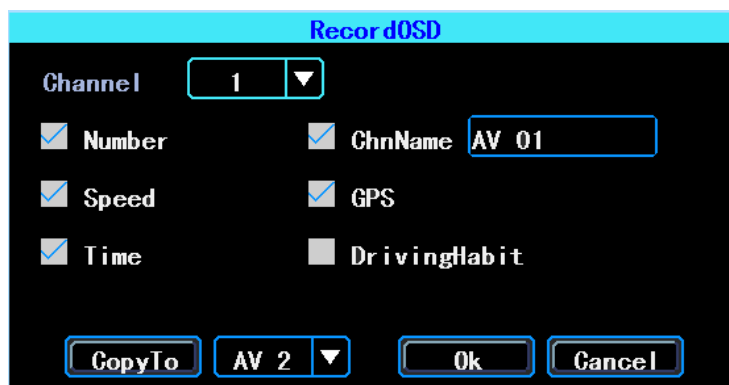 RecordOSD
Channel 1
Number ChnName AV 01
Speed GPS
Time DrivingHabit
CopyTo AV 2 Ok Cancel